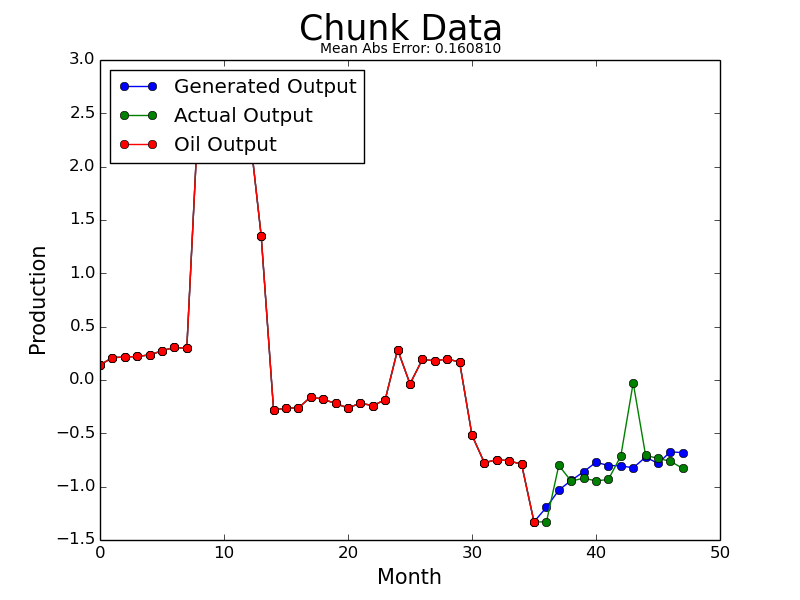 Chunk Data
Mean Abs Error: 0.160810
3.0
2.5
2.0
1.5
1.0
0.5
0.0
−0.5
−1.0
−1.5
Generated Output
Actual Output
Oil Output
Production
0 10 20 30 40 50
Month